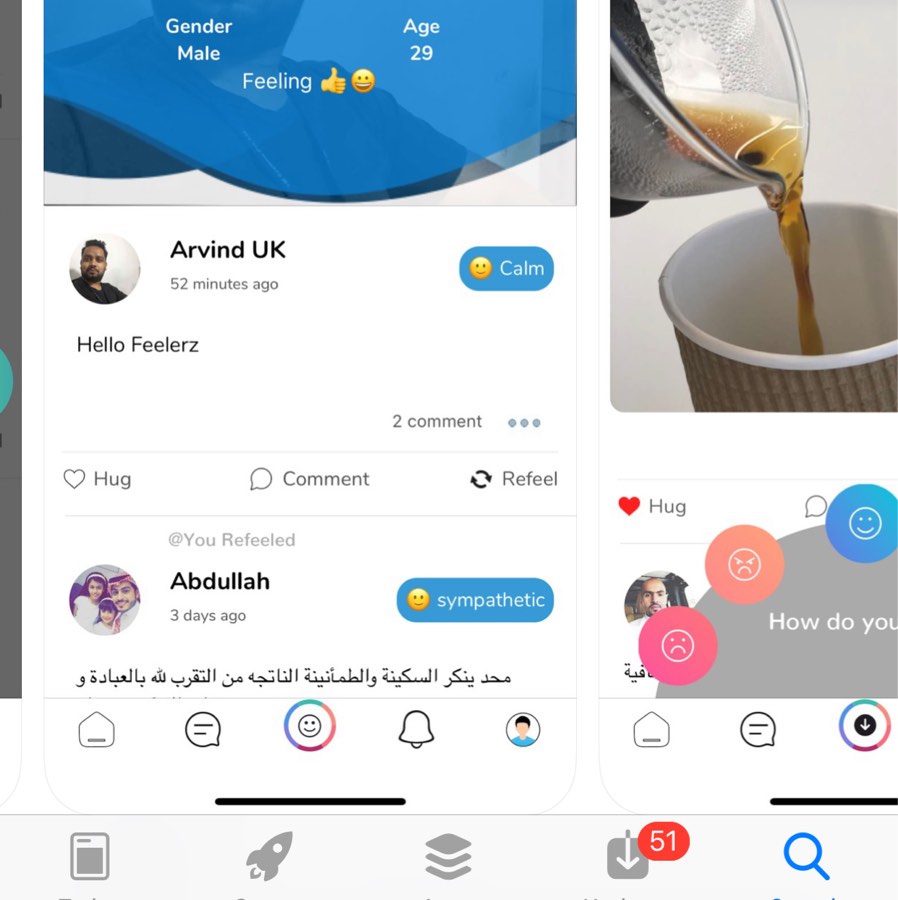 Gender
Male
Age
29
Feeling 👍😀
Arvind UK
52 minutes ago
🙂 Calm
Hello Feelerz
2 comment
Hug
Comment
Refeel
@You Refeeled
Abdullah
3 days ago
🙂 sympathetic
محد ينكر السكينة والطمأنينة الناتجه من التقرب لله بالعبادة و
Hug
How do you
51